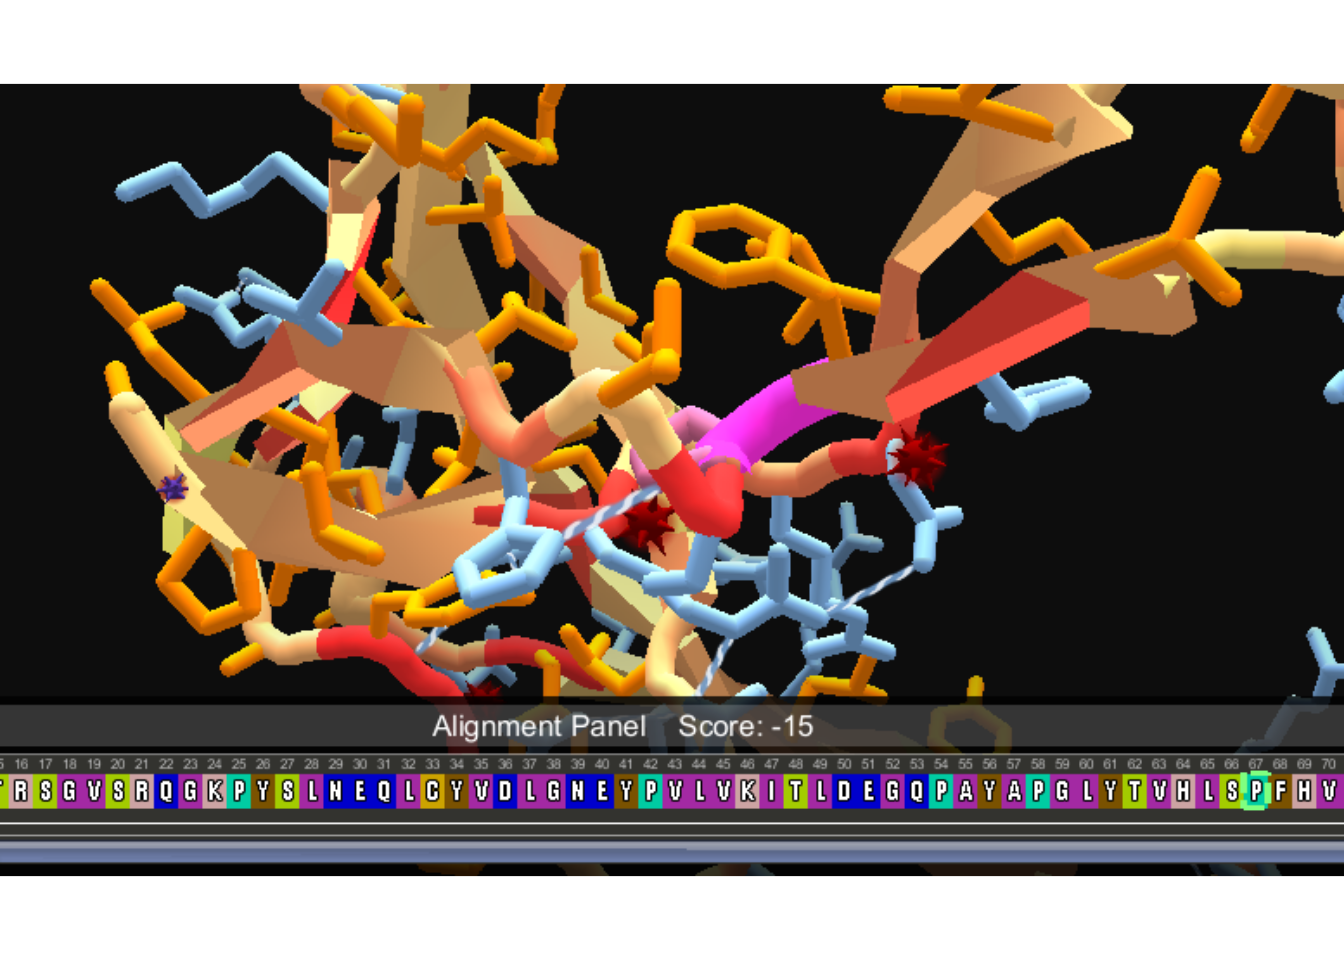 Alignment Panel Score: -15
16 17 18 19 20 21 22 23 24 25 26 27 28 29 30 31 32 33 34 35 36 37 38 39 40 41 42 43 44 45 46 47 48 49 50 51 52 53 54 55 56 57 58 59 60 61 62 63 64 65 66 67 68 69 70
R S G V S R Q G K P Y S L N E Q L C Y V D L G N E Y P V L V K I T L D E G Q P A Y A P G L Y T V H L S P F H V